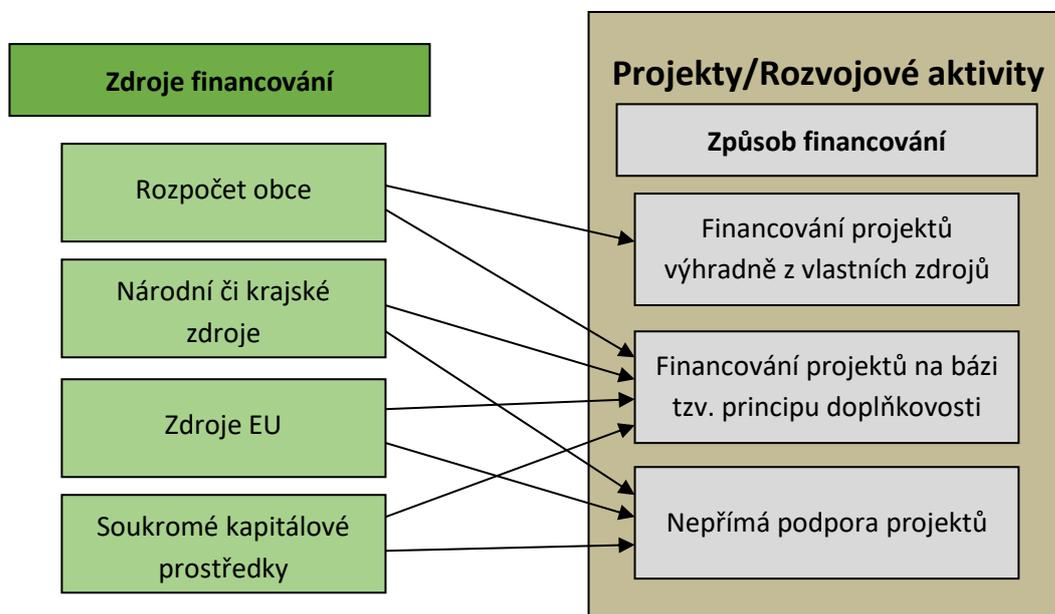 Zdroje financování
Rozpočet obce
Národní či krajské
zdroje
Zdroje EU
Soukromé kapitálové
prostředky
Projekty/Rozvojové aktivity
Způsob financování
Financování projektů
výhradně z vlastních zdrojů
Financování projektů na bázi
tzv. principu doplňkovosti
Nepřímá podpora projektů